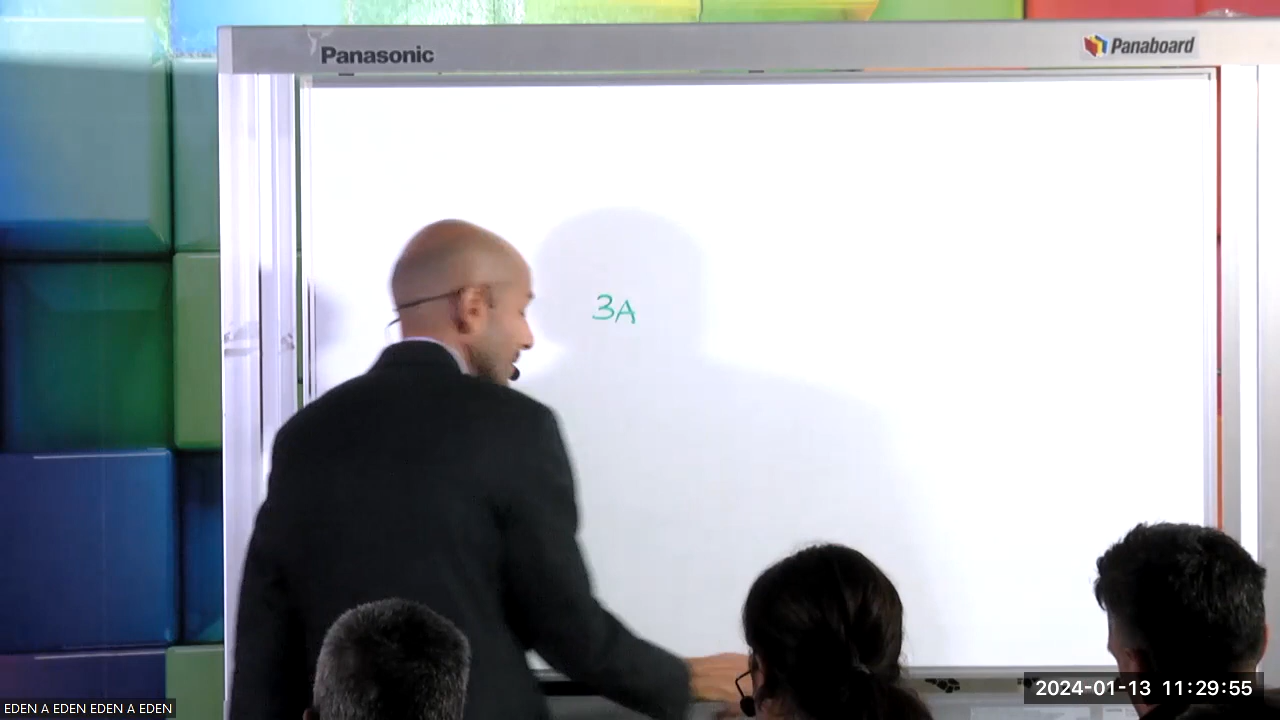 Panasonic
Panaboard
3A
2024-01-13 11:29:55
EDEN A EDEN EDEN A EDEN